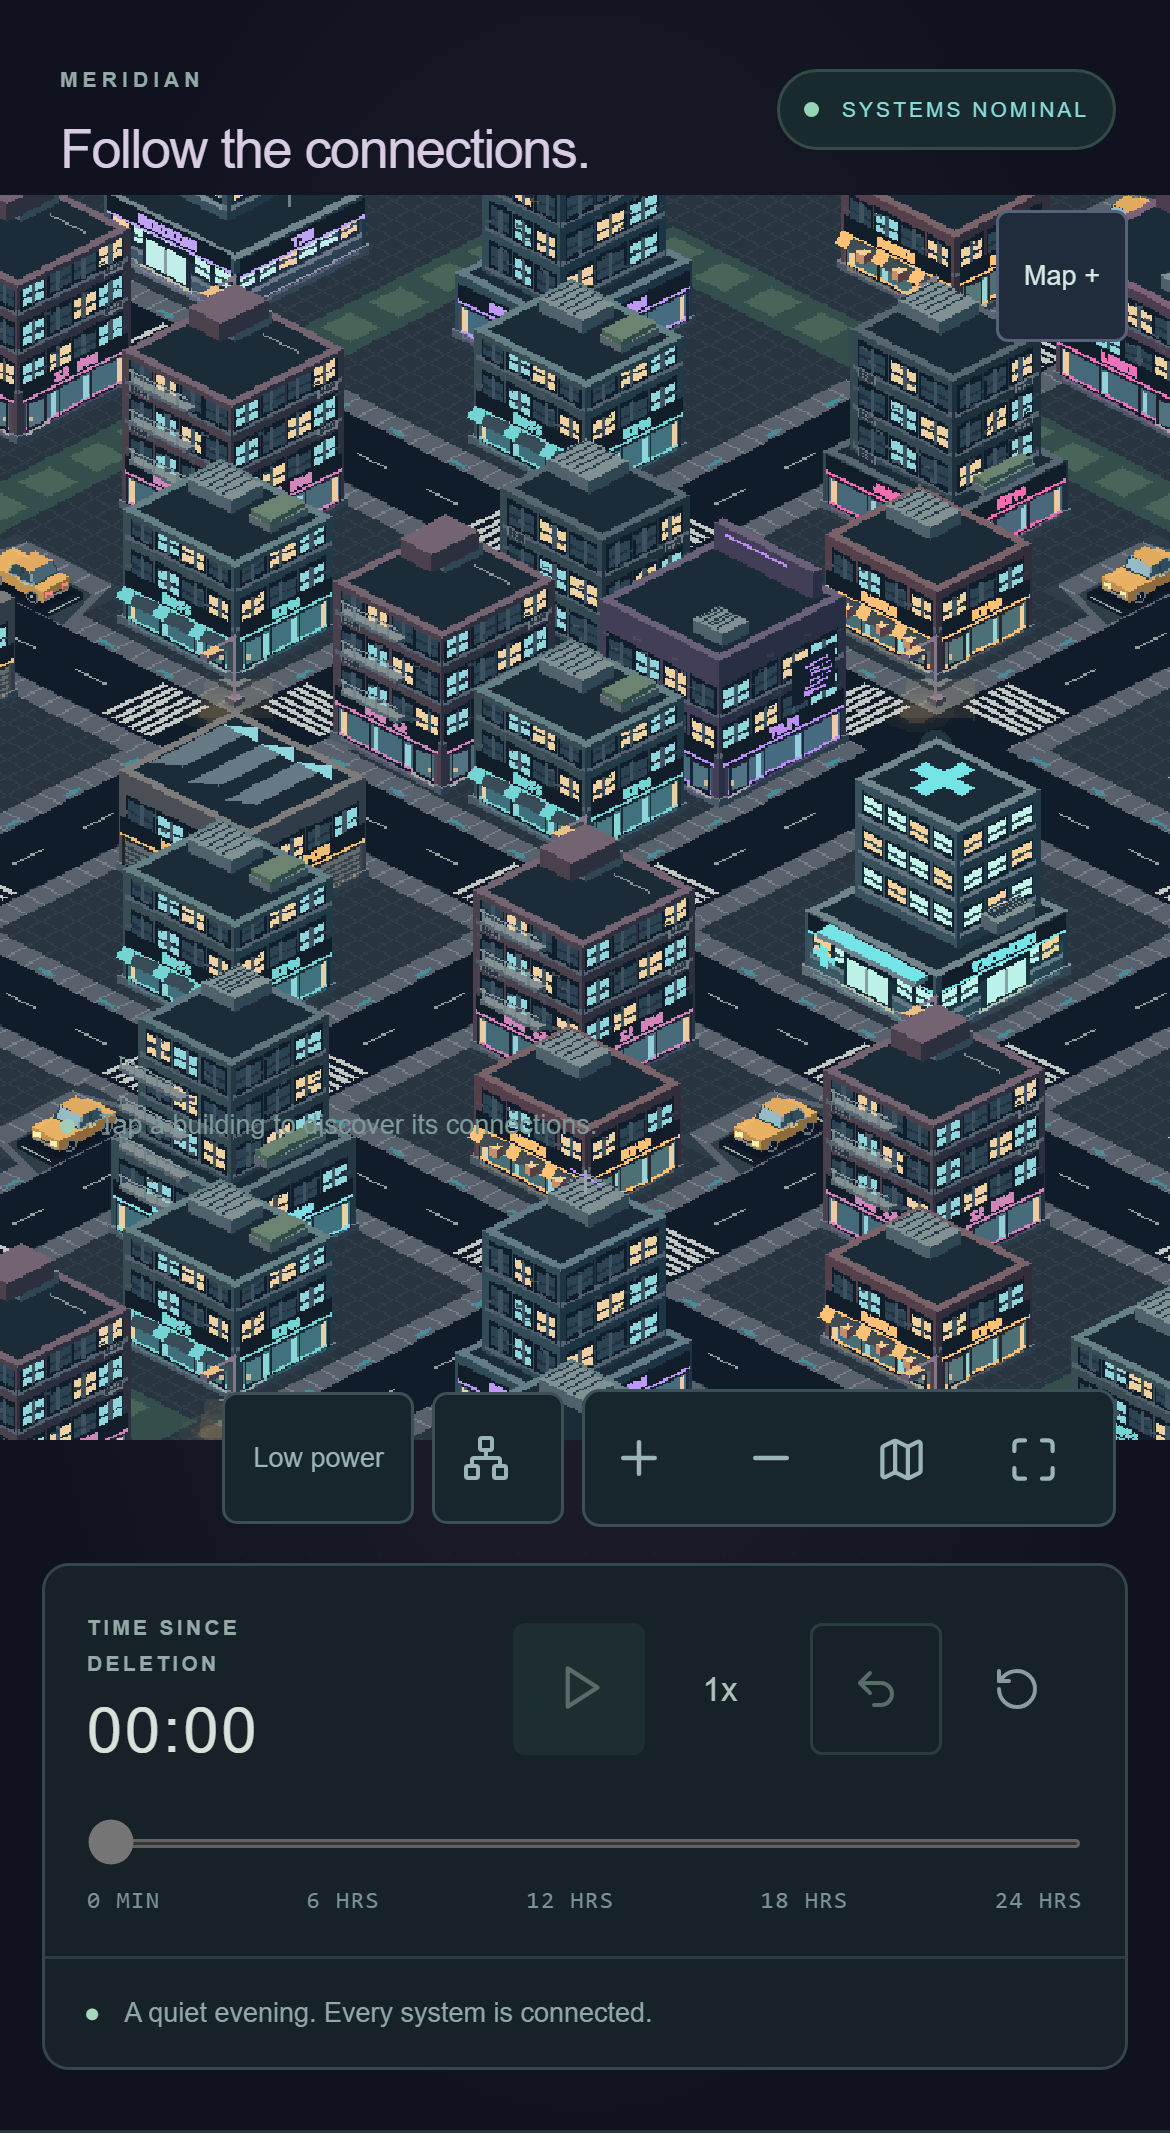 MERIDIAN
Follow the connections.
SYSTEMS NOMINAL
Map +
Tap a building to discover its connections.
Low power
TIME SINCE
DELETION
00:00
1x
0 MIN 6 HRS 12 HRS 18 HRS 24 HRS
A quiet evening. Every system is connected.